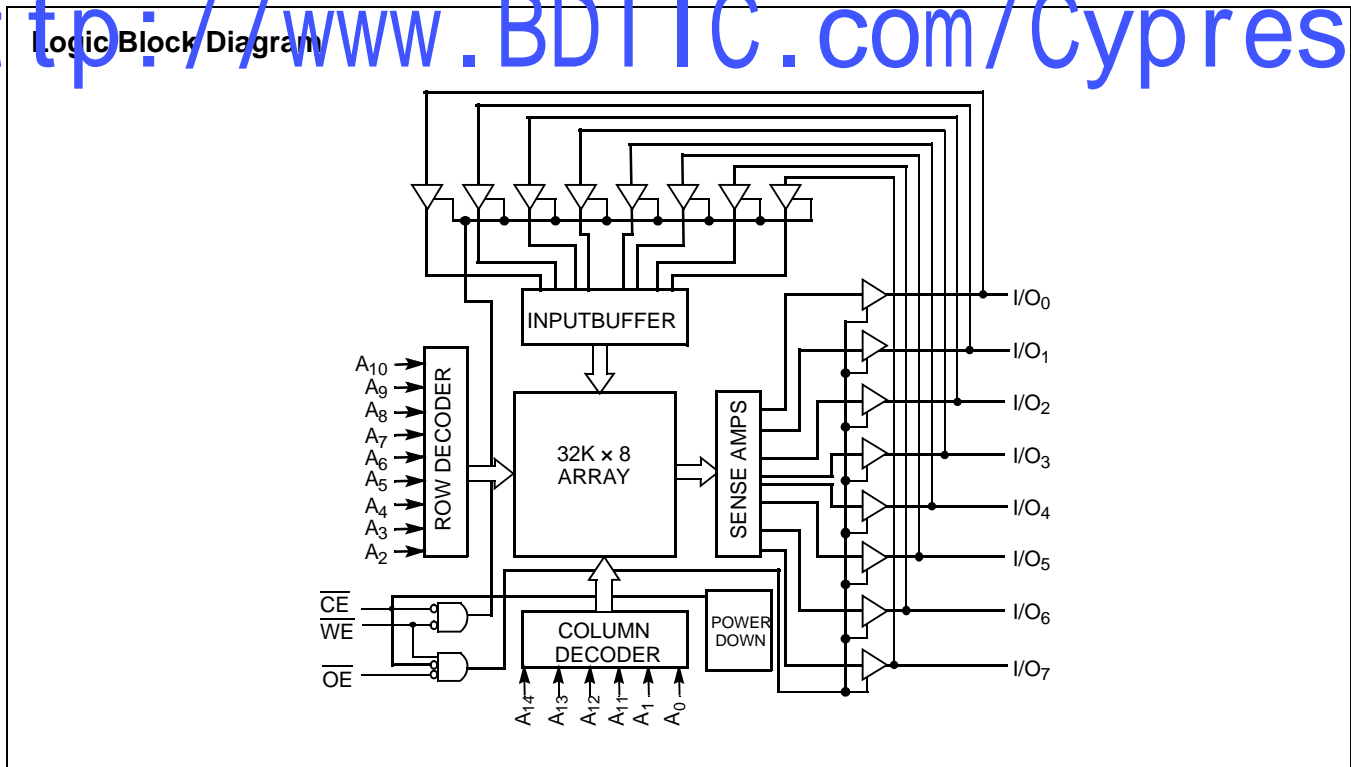 tp://www.BDTIC.com/Cypres
Logic Block Diagram
INPUTBUFFER
I/O0
I/O1
I/O2
I/O3
I/O4
I/O5
I/O6
I/O7
A10
A9
A8
A7
A6
A5
A4
A3
A2
ROW DECODER
32K × 8
ARRAY
SENSE AMPS
CE
WE
OE
COLUMN
DECODER
POWER
DOWN
A14
A13
A12
A11
A1
A0